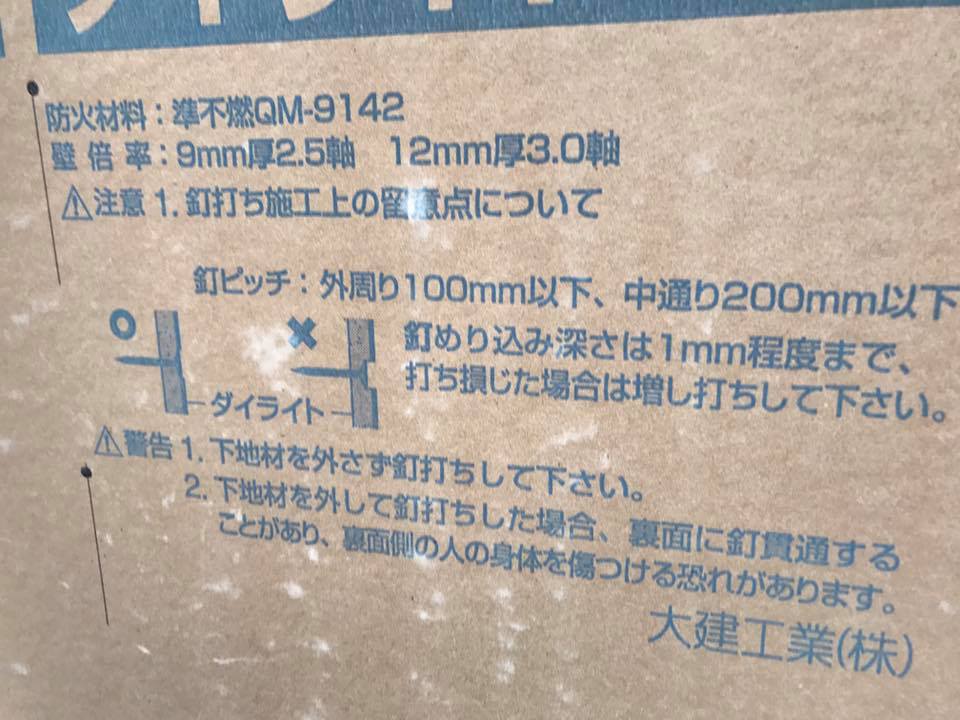 防火材料：準不燃QM-9142
壁倍率：9mm厚2.5軸　12mm厚3.0軸
⚠注意 1. 釘打ち施工上の留意点について
釘ピッチ：外周り100mm以下、中通り200mm以下
釘めり込み深さは1mm程度まで、
打ち損じた場合は増し打ちして下さい。
ダイライト
⚠警告 1. 下地材を外さず釘打ちして下さい。
2. 下地材を外して釘打ちした場合、裏面に釘貫通する
ことがあり、裏面側の人の身体を傷つける恐れがあります。
大建工業(株)